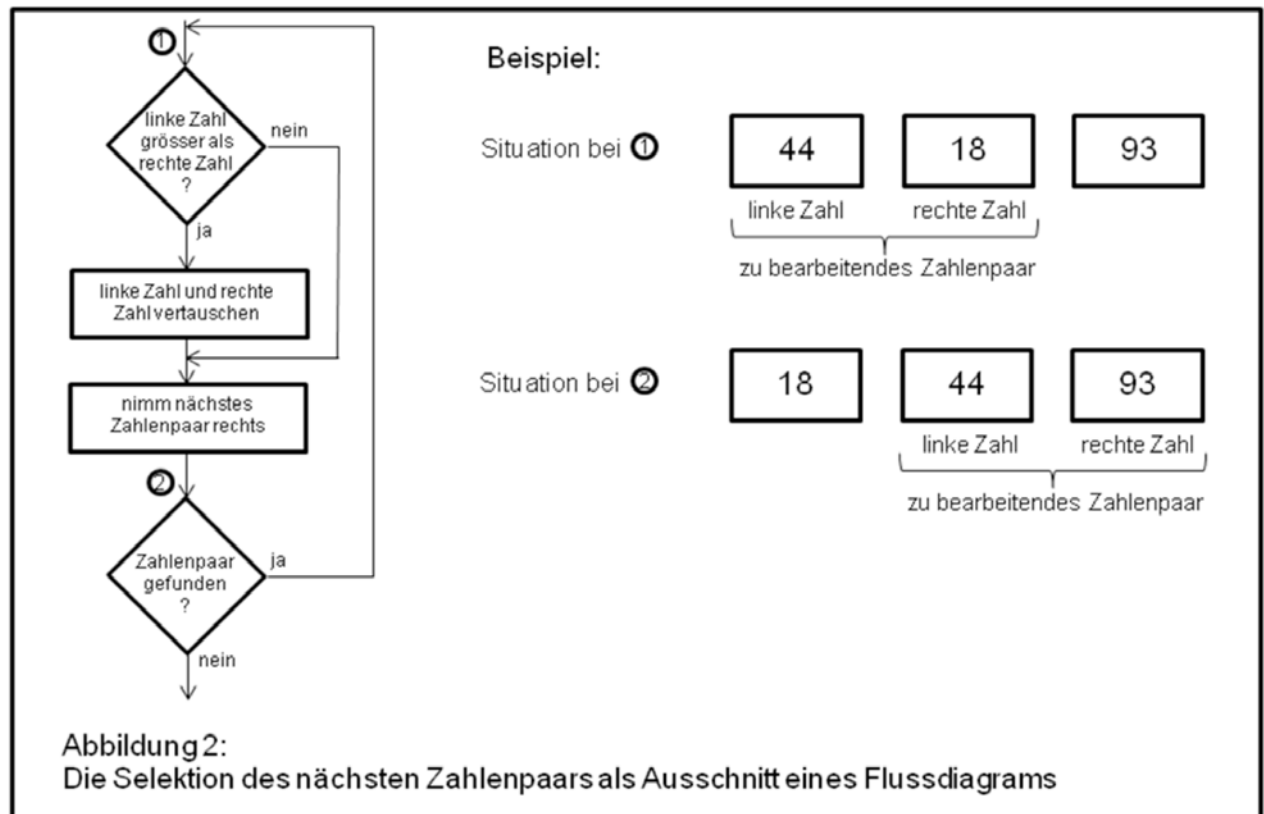 ①
linke Zahl
grösser als
rechte Zahl
?
nein
ja
linke Zahl und rechte
Zahl vertauschen
nimm nächstes
Zahlenpaar rechts
②
Zahlenpaar
gefunden
?
ja
nein
Beispiel:
Situation bei ①
44 18 93
linke Zahl rechte Zahl
zu bearbeitendes Zahlenpaar
Situation bei ②
18 44 93
linke Zahl rechte Zahl
zu bearbeitendes Zahlenpaar
Abbildung 2:
Die Selektion des nächsten Zahlenpaars als Ausschnitt eines Flussdiagrams